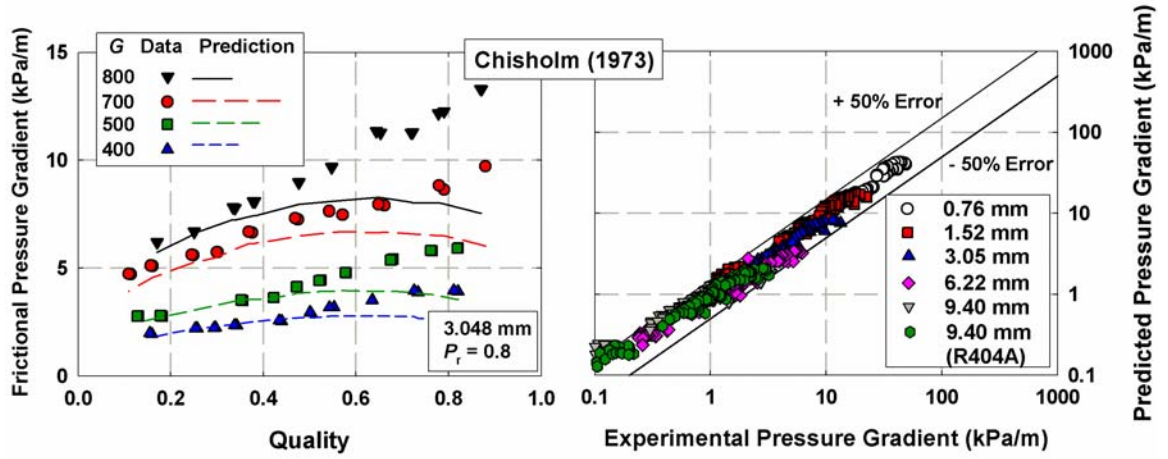 Chisholm (1973)
Frictional Pressure Gradient (kPa/m)
15
10
5
0
G Data Prediction
800
700
500
400
3.048 mm
Pr = 0.8
0.0 0.2 0.4 0.6 0.8 1.0
Quality
+ 50% Error
- 50% Error
0.76 mm
1.52 mm
3.05 mm
6.22 mm
9.40 mm
9.40 mm
(R404A)
1000
100
10
1
0.1
Predicted Pressure Gradient (kPa/m)
0.1 1 10 100 1000
Experimental Pressure Gradient (kPa/m)